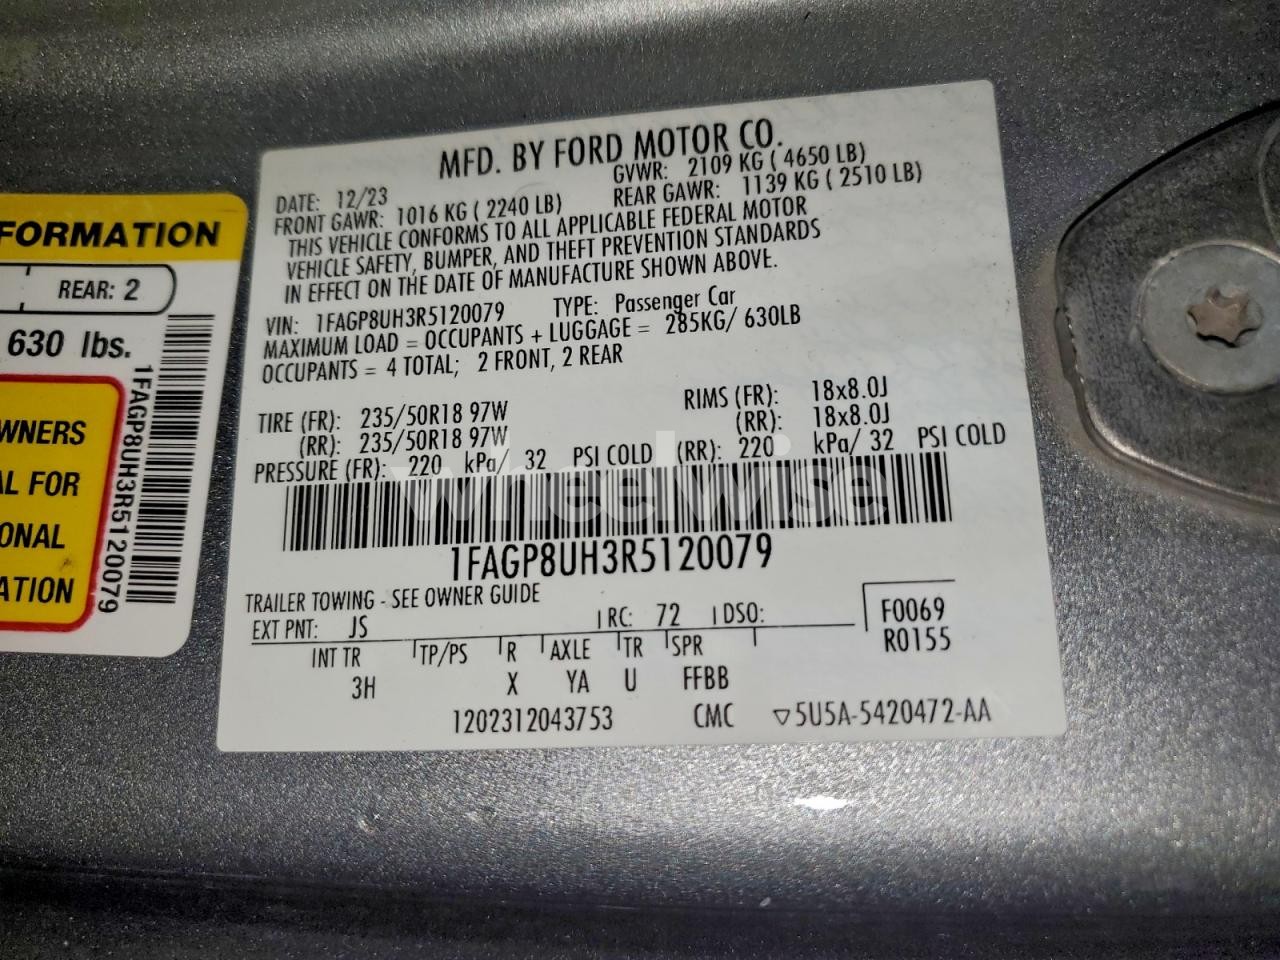 FORMATION
REAR: 2
630 lbs.
WNERS
AL FOR
ONAL
ATION
1FAGP8UH3R5120079
MFD. BY FORD MOTOR CO.
DATE: 12/23 GVWR: 2109 KG ( 4650 LB)
FRONT GAWR: 1016 KG ( 2240 LB) REAR GAWR: 1139 KG ( 2510 LB)
THIS VEHICLE CONFORMS TO ALL APPLICABLE FEDERAL MOTOR
VEHICLE SAFETY, BUMPER, AND THEFT PREVENTION STANDARDS
IN EFFECT ON THE DATE OF MANUFACTURE SHOWN ABOVE.
VIN: 1FAGP8UH3R5120079 TYPE: Passenger Car
MAXIMUM LOAD = OCCUPANTS + LUGGAGE = 285KG/ 630LB
OCCUPANTS = 4 TOTAL; 2 FRONT, 2 REAR
TIRE (FR): 235/50R18 97W RIMS (FR): 18x8.0J
(RR): 235/50R18 97W (RR): 18x8.0J
PRESSURE (FR): 220 kPa/ 32 PSI COLD (RR): 220 kPa/ 32 PSI COLD
wheelwise
1FAGP8UH3R5120079
TRAILER TOWING - SEE OWNER GUIDE
EXT PNT: JS RC: 72 DSO: F0069
R0155
INT TR TP/PS R AXLE TR SPR
3H X YA U FFBB
1202312043753 CMC ▽5U5A-5420472-AA